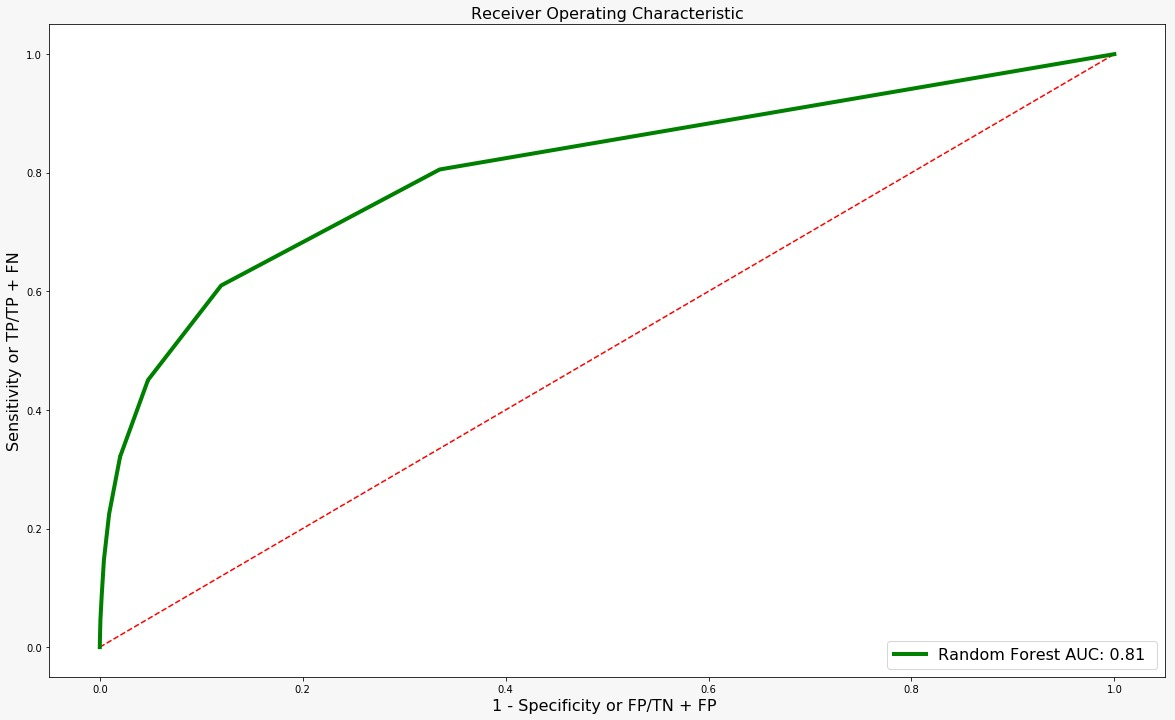 Receiver Operating Characteristic
1.0
0.8
0.6
0.4
0.2
0.0
Sensitivity or TP/TP + FN
Random Forest AUC: 0.81
0.0 0.2 0.4 0.6 0.8 1.0
1 - Specificity or FP/TN + FP